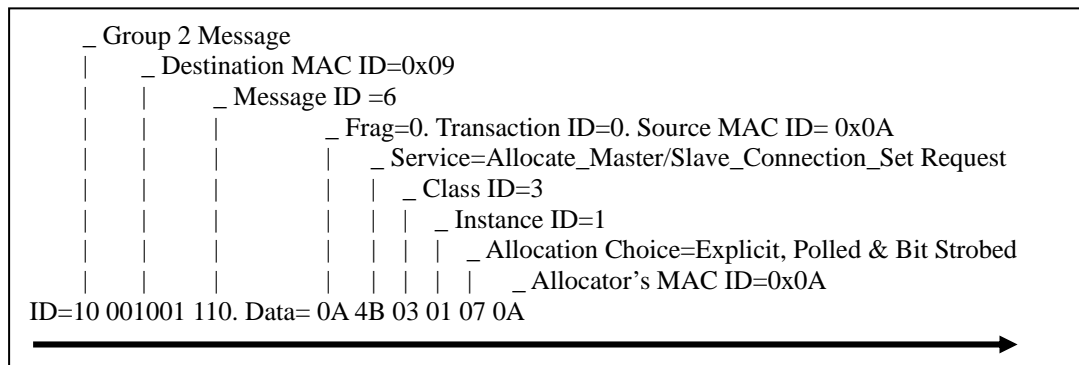 _ Group 2 Message
| _ Destination MAC ID=0x09
| | _ Message ID =6
| | | _ Frag=0. Transaction ID=0. Source MAC ID= 0x0A
| | | | _ Service=Allocate_Master/Slave_Connection_Set Request
| | | | | _ Class ID=3
| | | | | | _ Instance ID=1
| | | | | | | _ Allocation Choice=Explicit, Polled & Bit Strobed
| | | | | | | | _ Allocator’s MAC ID=0x0A
ID=10 001001 110. Data= 0A 4B 03 01 07 0A